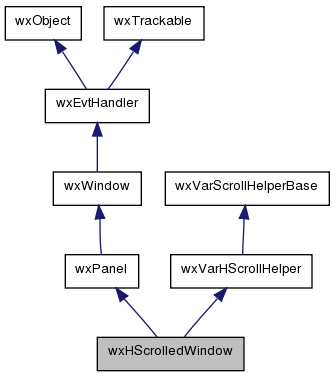 wxObject
wxTrackable
wxEvtHandler
wxWindow
wxVarScrollHelperBase
wxPanel
wxVarHScrollHelper
wxHScrolledWindow